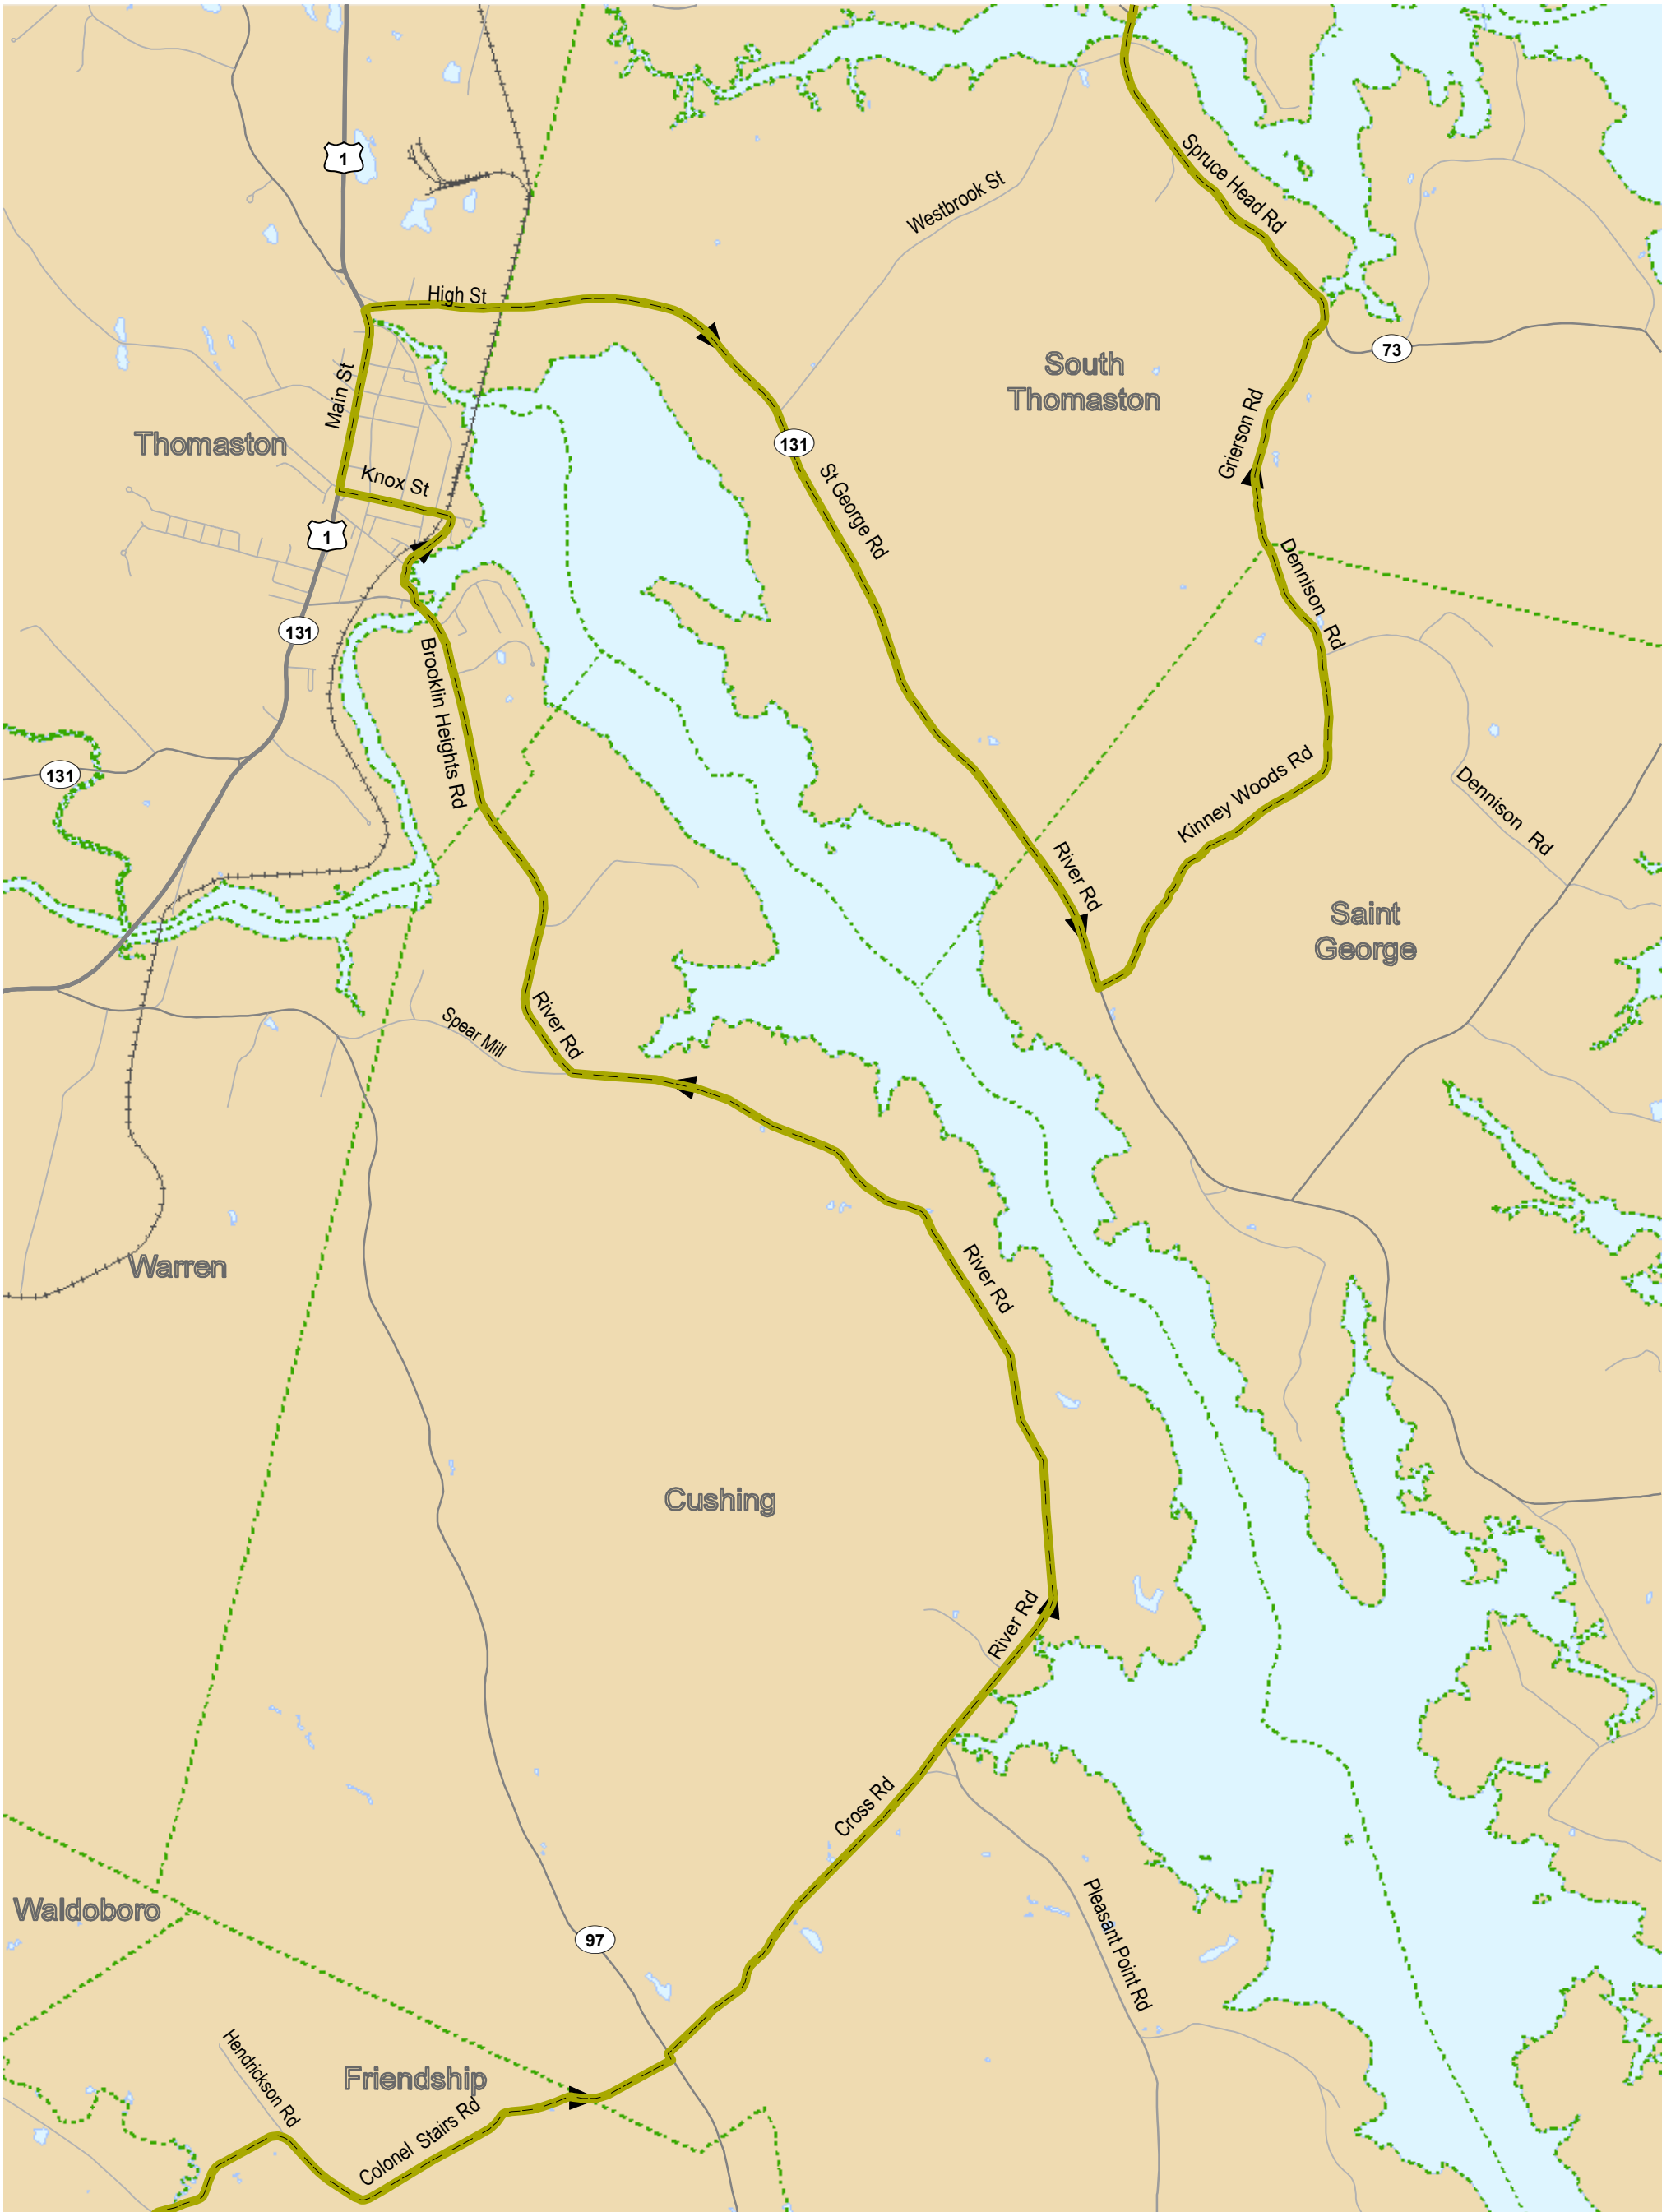 1
Spruce Head Rd
Westbrook St
High St
73
South
Thomaston
Main St
Thomaston
Grierson Rd
131
Knox St
St George Rd
1
Dennison Rd
131
Brooklin Heights Rd
131
Kinney Woods Rd
Dennison Rd
River Rd
Saint
George
River Rd
Spear Mill
Warren
River Rd
Cushing
River Rd
Cross Rd
Waldoboro
Pleasant Point Rd
97
Hendrickson Rd
Friendship
Colonel Stairs Rd